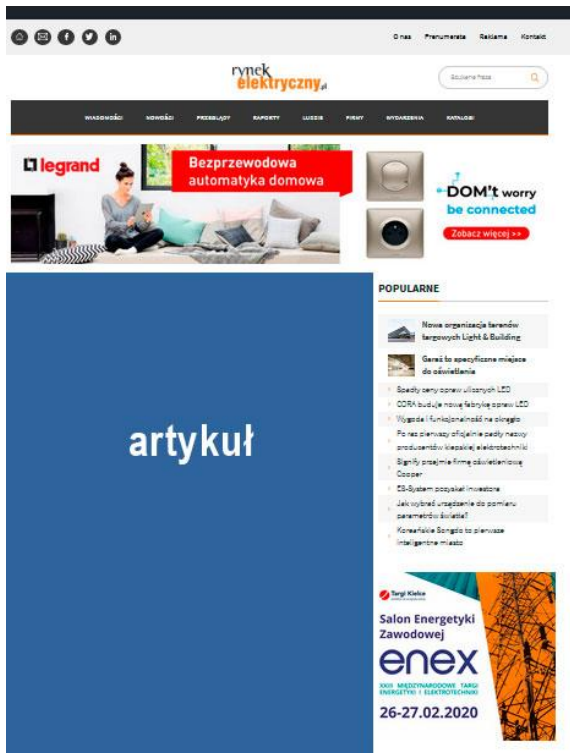 O nas Prenumerata Reklama Kontakt
rynek
elektryczny.pl
Szukana fraza
WIADOMOŚCI NOWOŚCI PRZEGLĄDY RAPORTY LUDZIE FIRMY WYDARZENIA KATALOGI
legrand
Bezprzewodowa
automatyka domowa
DOM't worry
be connected
Zobacz więcej >>
POPULARNE
Nowa organizacja terenów
targowych Light & Building
Garaż to specyficzne miejsce
do oświetlenia
Spadły ceny opraw ulicznych LED
CORA buduje nową fabrykę opraw LED
Wygoda i funkcjonalność na okrągło
Po raz pierwszy oficjalnie padły nazwy
producentów kiepskiej elektrotechniki
Signify przejmie firmę oświetleniową
Cooper
ES-System pozyskał inwestora
Jak wybrać urządzenie do pomiaru
parametrów światła?
Koreańskie Songdo to pierwsze
inteligentne miasto
artykuł
Targi Kielce
Salon Energetyki
Zawodowej
enex
XXIII MIĘDZYNARODOWE TARGI
ENERGETYKI I ELEKTROTECHNIKI
26-27.02.2020